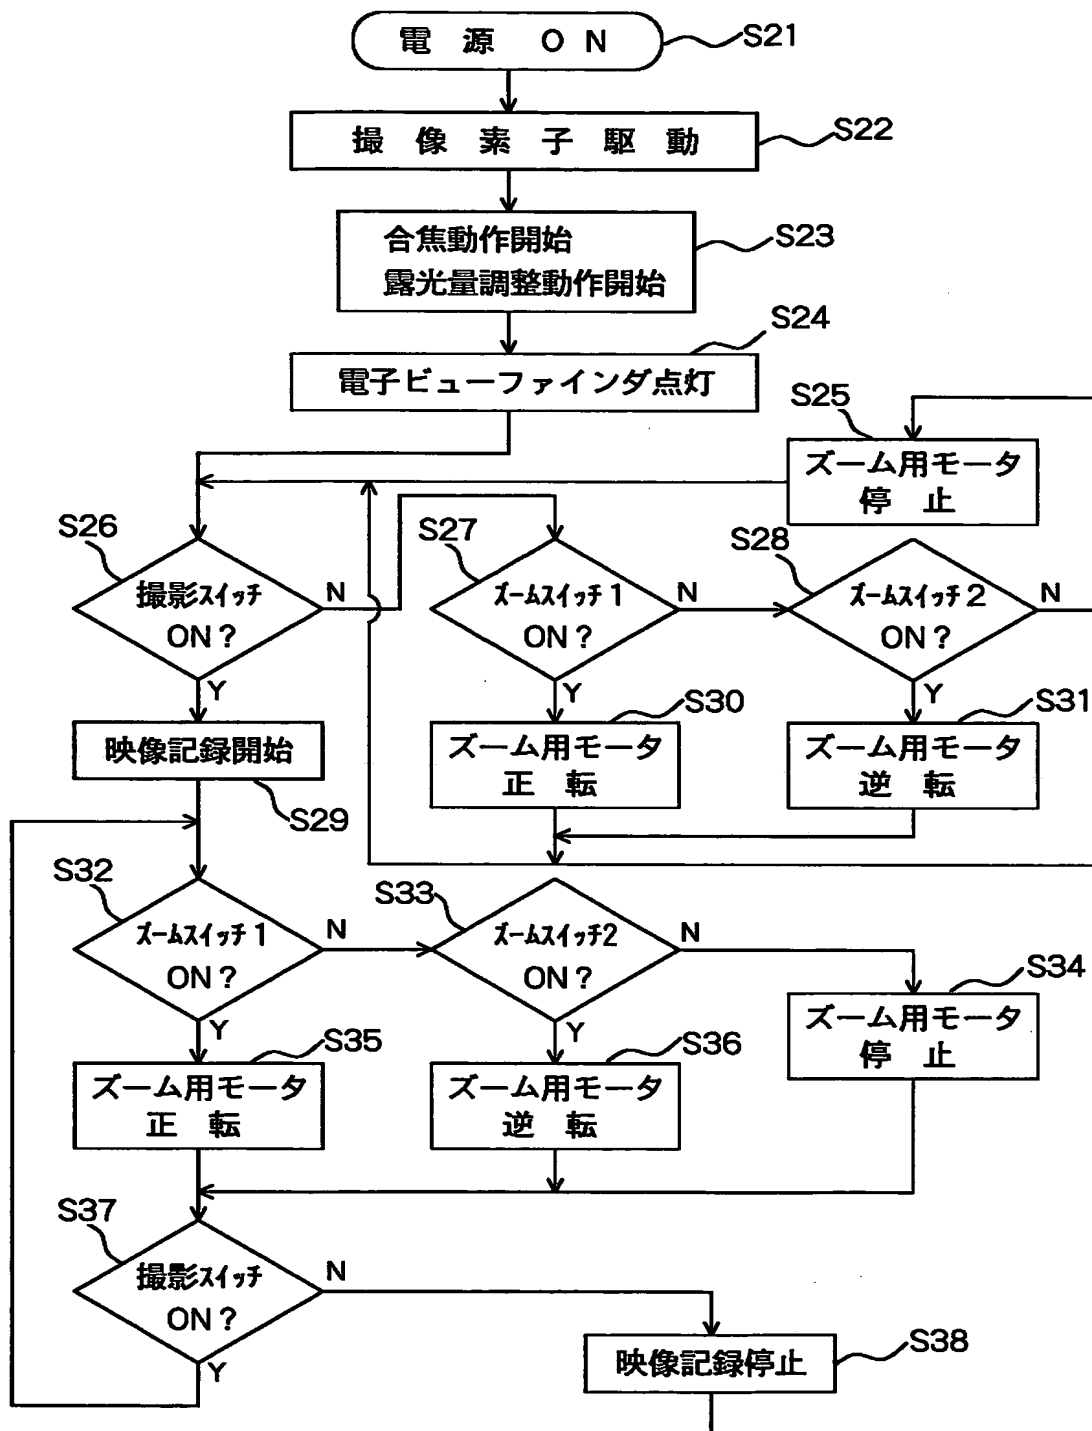 電源 ON
S21
撮像素子駆動
S22
合焦動作開始
露光量調整動作開始
S23
S24
電子ビューファインダ点灯
S25
ズーム用モータ
停止
S26
撮影スイッチ
ON?
N
Y
S27
ズームスイッチ1
ON?
N
Y
S28
ズームスイッチ2
ON?
N
Y
映像記録開始
S29
S30
ズーム用モータ
正転
S31
ズーム用モータ
逆転
S32
ズームスイッチ1
ON?
N
Y
S33
ズームスイッチ2
ON?
N
Y
S34
ズーム用モータ
停止
S35
ズーム用モータ
正転
S36
ズーム用モータ
逆転
S37
撮影スイッチ
ON?
N
Y
映像記録停止
S38